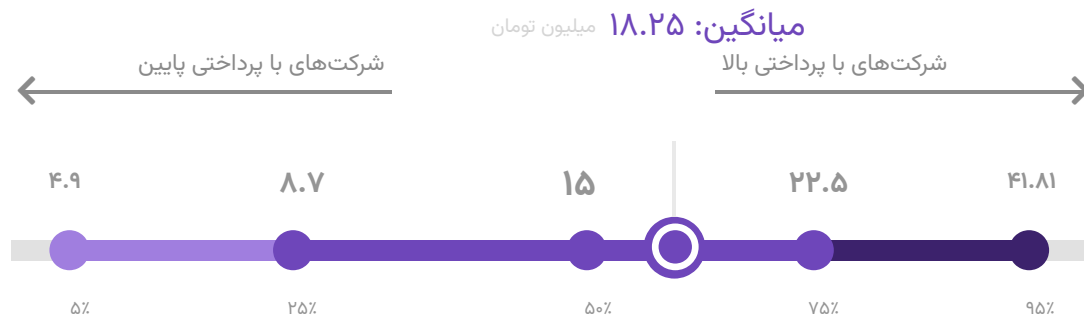 میانگین: ۱۸.۲۵ میلیون تومان
شرکت‌های با پرداختی بالا
شرکت‌های با پرداختی پایین
۴.۹ ۸.۷ ۱۵ ۲۲.۵ ۴۱.۸۱
۵٪ ۲۵٪ ۵۰٪ ۷۵٪ ۹۵٪